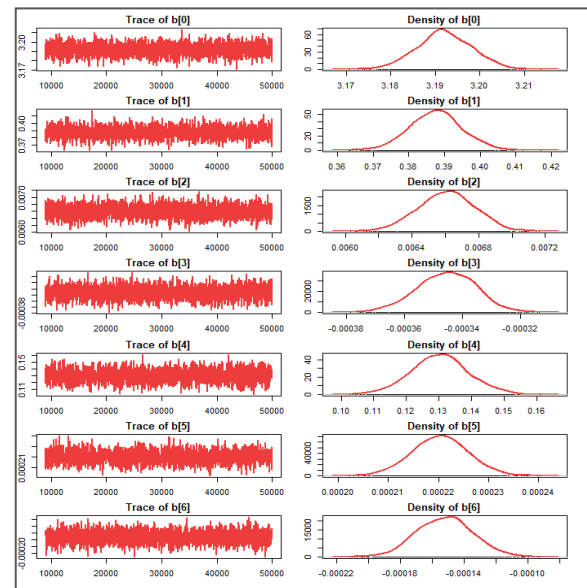 Trace of b[0] Density of b[0]
3.17 3.20 0 20 60
10000 20000 30000 40000 50000 3.17 3.18 3.19 3.20 3.21
Trace of b[1] Density of b[1]
0.37 0.40 0 20 50
10000 20000 30000 40000 50000 0.36 0.37 0.38 0.39 0.40 0.41 0.42
Trace of b[2] Density of b[2]
0.0060 0.0070 0 1500
10000 20000 30000 40000 50000 0.0060 0.0064 0.0068 0.0072
Trace of b[3] Density of b[3]
-0.00038 0 20000
10000 20000 30000 40000 50000 -0.00038 -0.00036 -0.00034 -0.00032
Trace of b[4] Density of b[4]
0.11 0.15 0 20 40
10000 20000 30000 40000 50000 0.10 0.11 0.12 0.13 0.14 0.15 0.16
Trace of b[5] Density of b[5]
0.00021 0 40000
10000 20000 30000 40000 50000 0.00020 0.00021 0.00022 0.00023 0.00024
Trace of b[6] Density of b[6]
-0.00020 0 15000
10000 20000 30000 40000 50000 -0.00022 -0.00018 -0.00014 -0.00010